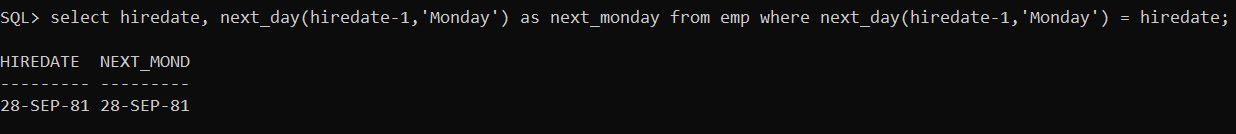 SQL> select hiredate, next_day(hiredate-1,'Monday') as next_monday from emp where next_day(hiredate-1,'Monday') = hiredate;
HIREDATE  NEXT_MOND
--------- ---------
28-SEP-81 28-SEP-81